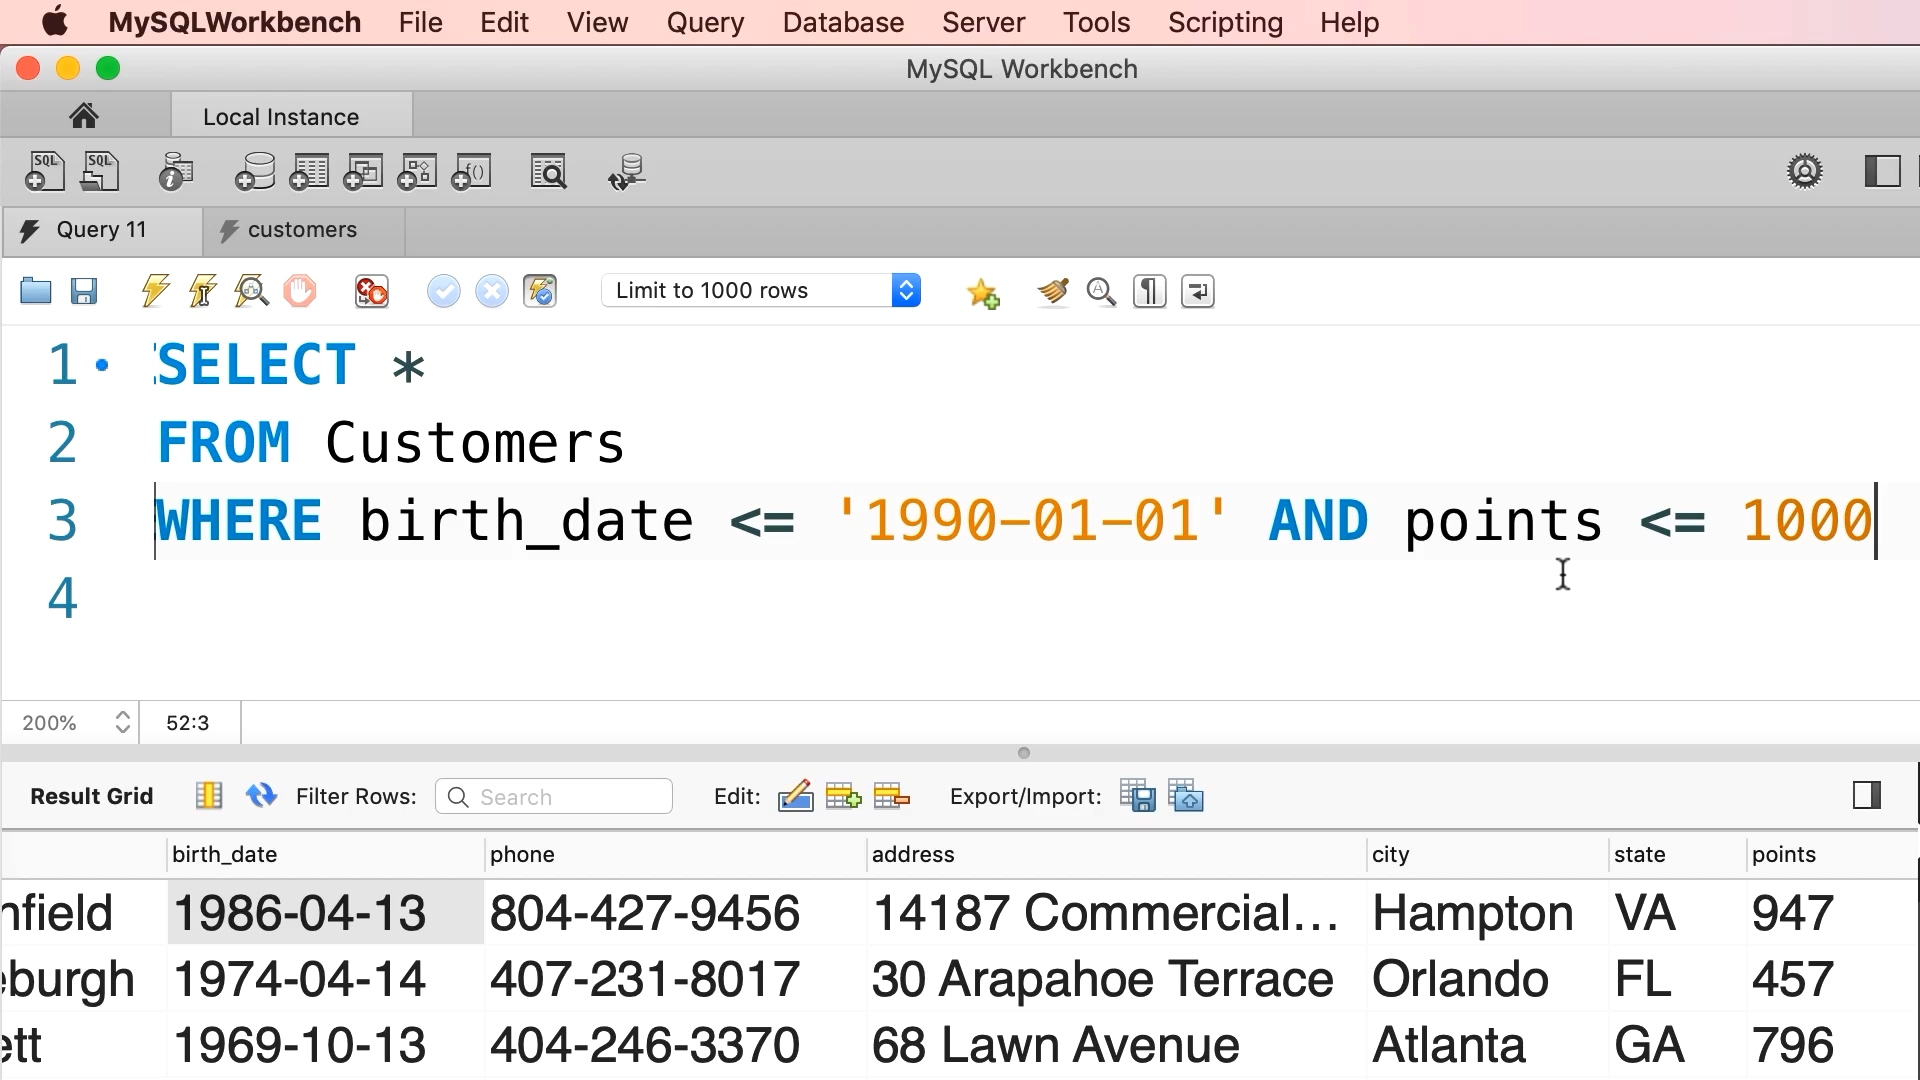 MySQLWorkbench File Edit View Query Database Server Tools Scripting Help
MySQL Workbench
Local Instance
SQL SQL
Query 11 customers
Limit to 1000 rows
1 SELECT *
2 FROM Customers
3 WHERE birth_date <= '1990-01-01' AND points <= 1000
4
200% 52:3
Result Grid Filter Rows: Search Edit: Export/Import:
birth_date phone address city state points
nfield 1986-04-13 804-427-9456 14187 Commercial... Hampton VA 947
eburgh 1974-04-14 407-231-8017 30 Arapahoe Terrace Orlando FL 457
ett 1969-10-13 404-246-3370 68 Lawn Avenue Atlanta GA 796